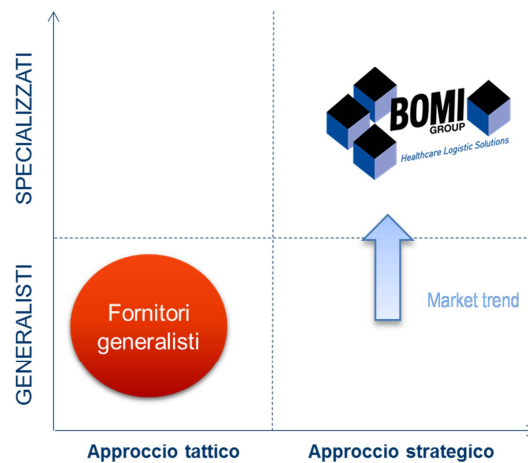 SPECIALIZZATI
BOMI
GROUP
Healthcare Logistic Solutions
GENERALISTI
Fornitori
generalisti
Market trend
Approccio tattico
Approccio strategico